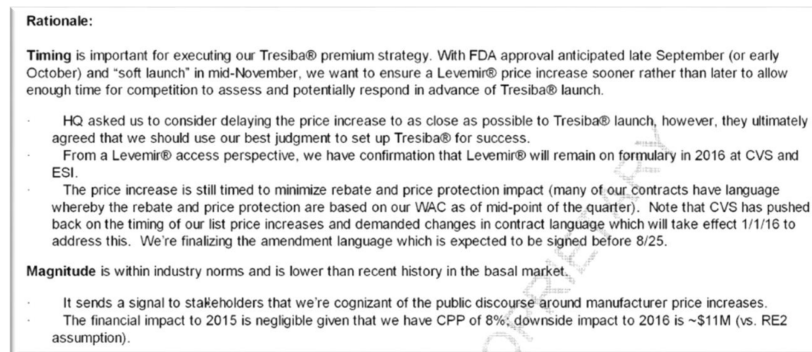 Rationale:
Timing is important for executing our Tresiba® premium strategy. With FDA approval anticipated late September (or early
October) and “soft launch” in mid-November, we want to ensure a Levemir® price increase sooner rather than later to allow
enough time for competition to assess and potentially respond in advance of Tresiba® launch.
· HQ asked us to consider delaying the price increase to as close as possible to Tresiba® launch, however, they ultimately
agreed that we should use our best judgment to set up Tresiba® for success.
· From a Levemir® access perspective, we have confirmation that Levemir® will remain on formulary in 2016 at CVS and
ESI.
· The price increase is still timed to minimize rebate and price protection impact (many of our contracts have language
whereby the rebate and price protection are based on our WAC as of mid-point of the quarter). Note that CVS has pushed
back on the timing of our list price increases and demanded changes in contract language which will take effect 1/1/16 to
address this. We’re finalizing the amendment language which is expected to be signed before 8/25.
Magnitude is within industry norms and is lower than recent history in the basal market.
· It sends a signal to stakeholders that we’re cognizant of the public discourse around manufacturer price increases.
· The financial impact to 2015 is negligible given that we have CPP of 8%; downside impact to 2016 is ~$11M (vs. RE2
assumption).